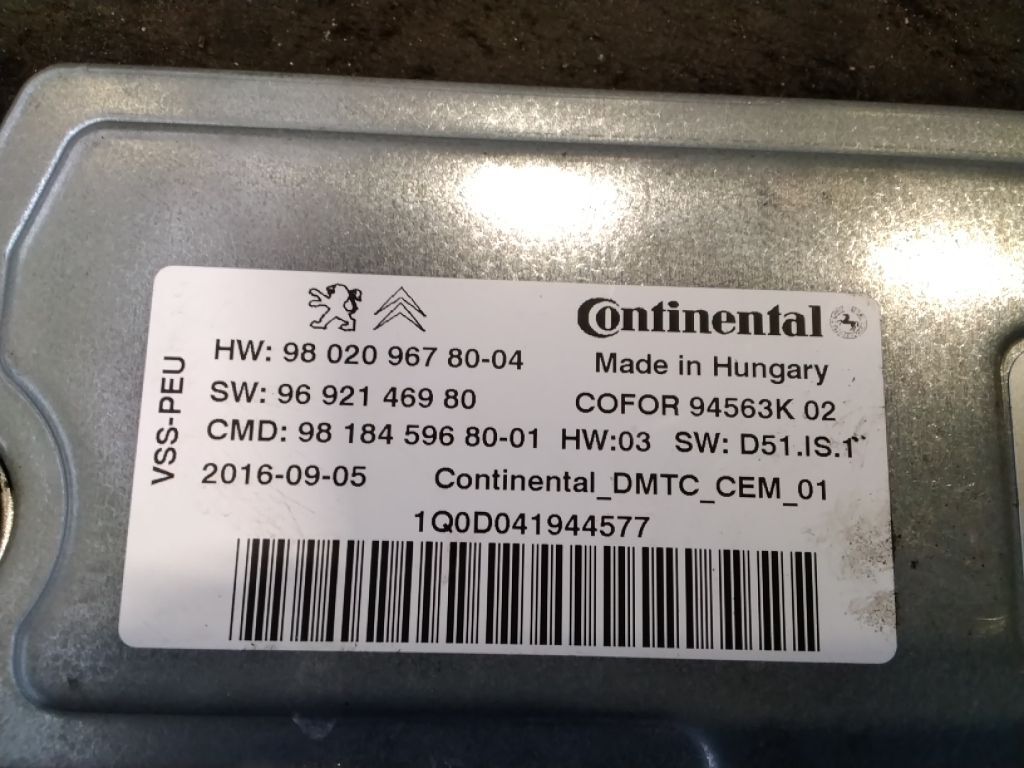 Continental
HW: 98 020 967 80-04
Made in Hungary
SW: 96 921 469 80
COFOR 94563K 02
CMD: 98 184 596 80-01 HW:03 SW: D51.IS.1
2016-09-05
Continental_DMTC_CEM_01
1Q0D041944577
VSS-PEU